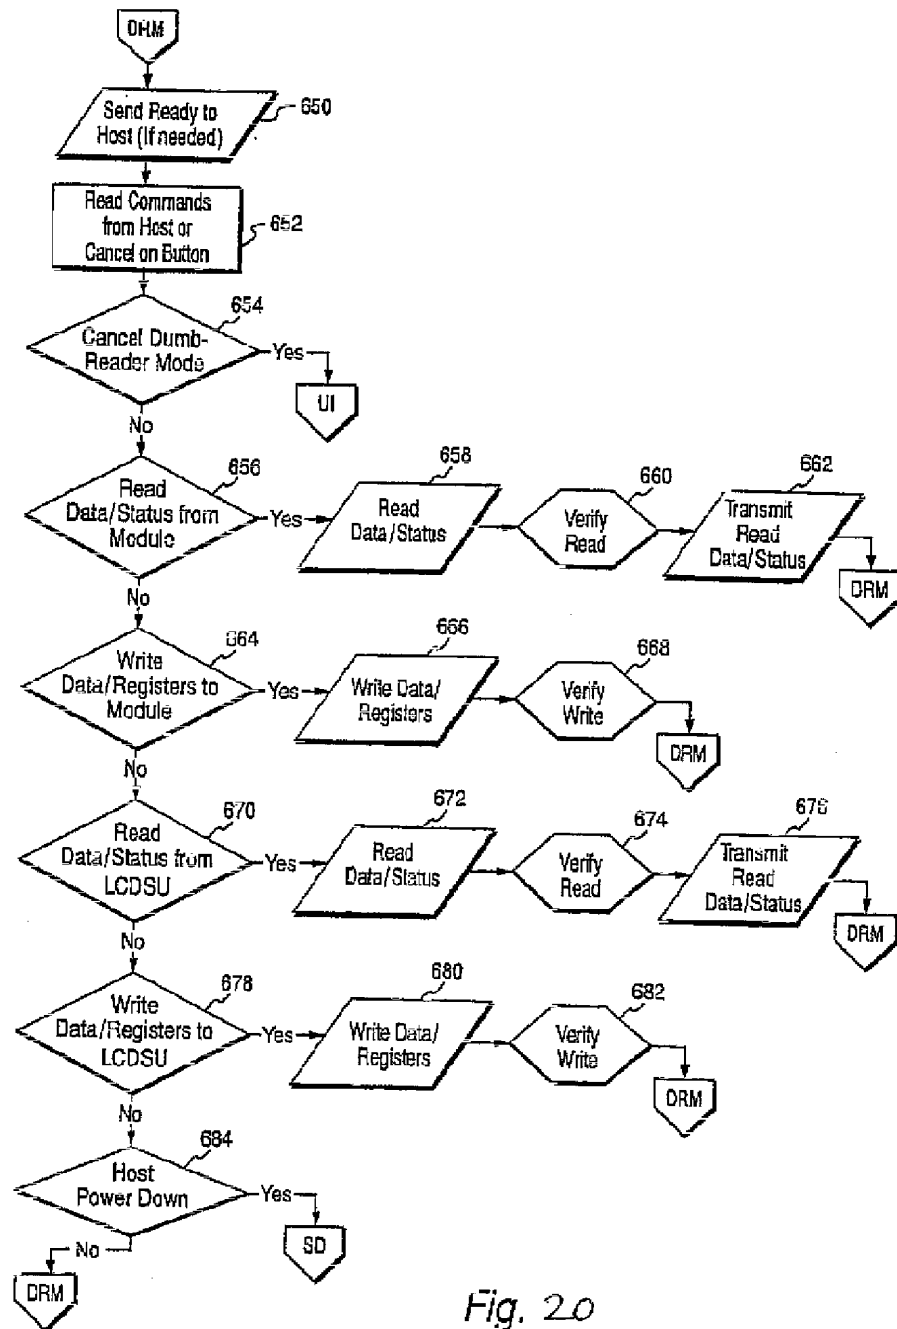 DRM
Send Ready to
Host (If needed)
650
Read Commands
from Host or
Cancel on Button
652
654
Cancel Dumb-
Reader Mode
Yes
UI
No
656
Read
Data/Status from
Module
Yes
658
Read
Data/Status
660
Verify
Read
662
Transmit
Read
Data/Status
DRM
No
664
Write
Data/Registers to
Module
Yes
666
Write Data/
Registers
668
Verify
Write
DRM
No
670
Read
Data/Status from
LCDSU
Yes
672
Read
Data/Status
674
Verify
Read
676
Transmit
Read
Data/Status
DRM
No
678
Write
Data/Registers to
LCDSU
Yes
680
Write Data/
Registers
682
Verify
Write
DRM
No
684
Host
Power Down
Yes
SD
No
DRM
Fig. 20